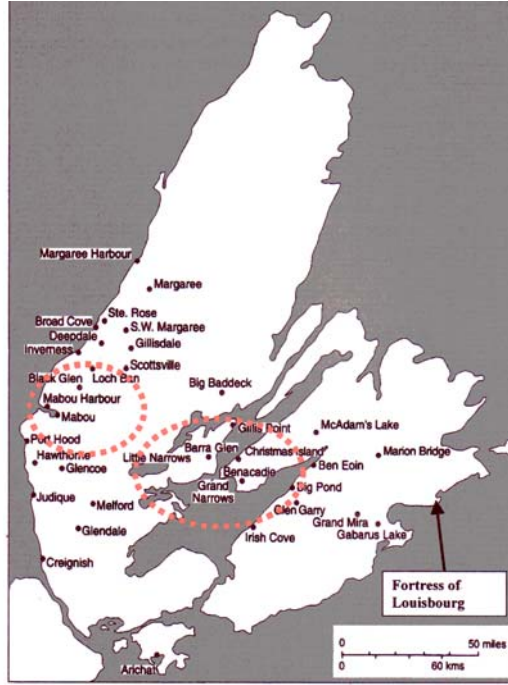 Margaree Harbour
Margaree
Ste. Rose
Broad Cove
S.W. Margaree
Deepdale
Gillisdale
Inverness
Scottsville
Black Glen
Loch Ban
Big Baddeck
Mabou Harbour
Mabou
Gillis Point
McAdam's Lake
Port Hood
Barra Glen
Christmas Island
Marion Bridge
Hawthorne
Little Narrows
Glencoe
Benacadie
Ben Eoin
Judique
Grand
Narrows
Big Pond
Melford
Glen Garry
Grand Mira
Glendale
Gabarus Lake
Irish Cove
Creignish
Fortress of
Louisbourg
Arichat
0 50 miles
0 60 kms